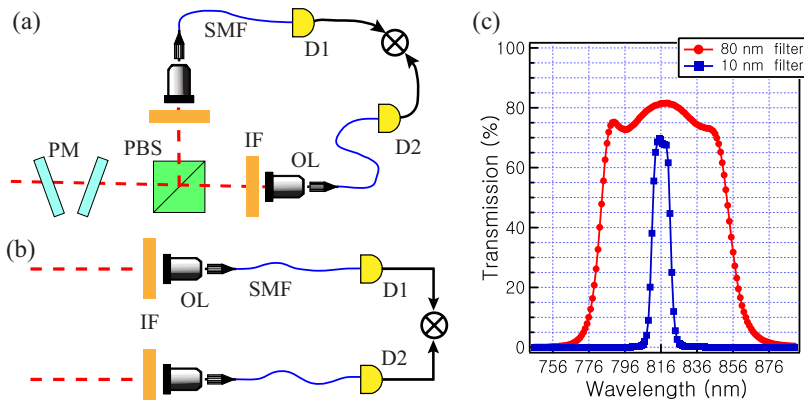 (a)
SMF
D1
D2
PM
PBS
IF
OL
(b)
OL
SMF
D1
IF
D2
(c)
80 nm filter
10 nm filter
Transmission (%)
100
80
60
40
20
0
756 776 796 816 836 856 876
Wavelength (nm)